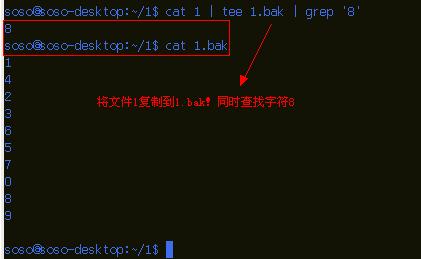 soso@soso-desktop:~/1$ cat 1 | tee 1.bak | grep '8'
8
soso@soso-desktop:~/1$ cat 1.bak
1
4
2
3
6
5
7
0
8
9
将文件1复制到1.bak! 同时查找字符8
soso@soso-desktop:~/1$